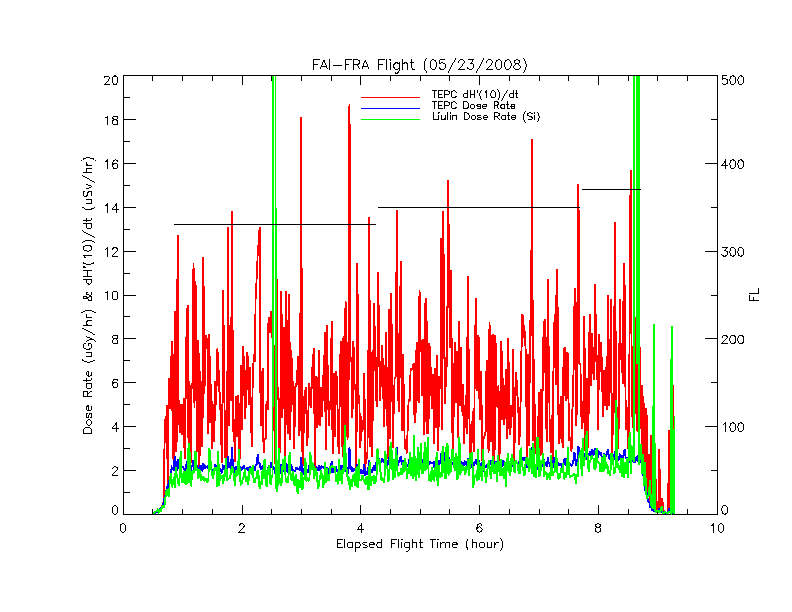 FAI-FRA Flight (05/23/2008)
TEPC dH'(10)/dt
TEPC Dose Rate
Liulin Dose Rate (Si)
20
18
16
14
12
10
8
6
4
2
0
500
400
300
200
100
0
Dose Rate (uGy/hr) & dH'(10)/dt (uSv/hr)
FL
0 2 4 6 8 10
Elapsed Flight Time (hour)